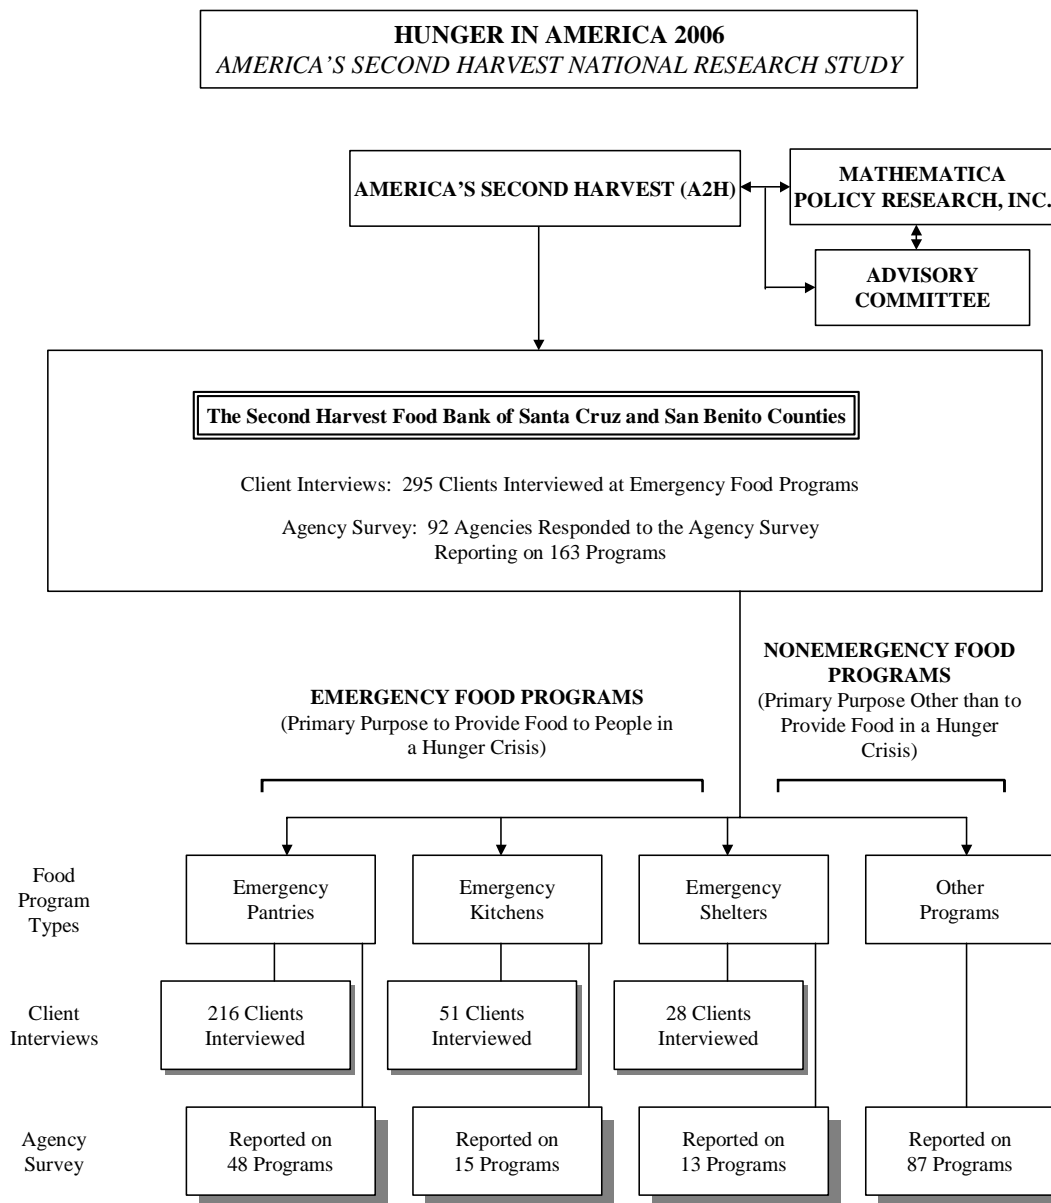 HUNGER IN AMERICA 2006
AMERICA'S SECOND HARVEST NATIONAL RESEARCH STUDY
AMERICA'S SECOND HARVEST (A2H)
MATHEMATICA
POLICY RESEARCH, INC.
ADVISORY
COMMITTEE
The Second Harvest Food Bank of Santa Cruz and San Benito Counties
Client Interviews: 295 Clients Interviewed at Emergency Food Programs
Agency Survey: 92 Agencies Responded to the Agency Survey
Reporting on 163 Programs
EMERGENCY FOOD PROGRAMS
(Primary Purpose to Provide Food to People in
a Hunger Crisis)
NONEMERGENCY FOOD
PROGRAMS
(Primary Purpose Other than to
Provide Food in a Hunger
Crisis)
Food
Program
Types
Emergency
Pantries
Emergency
Kitchens
Emergency
Shelters
Other
Programs
Client
Interviews
216 Clients
Interviewed
51 Clients
Interviewed
28 Clients
Interviewed
Agency
Survey
Reported on
48 Programs
Reported on
15 Programs
Reported on
13 Programs
Reported on
87 Programs